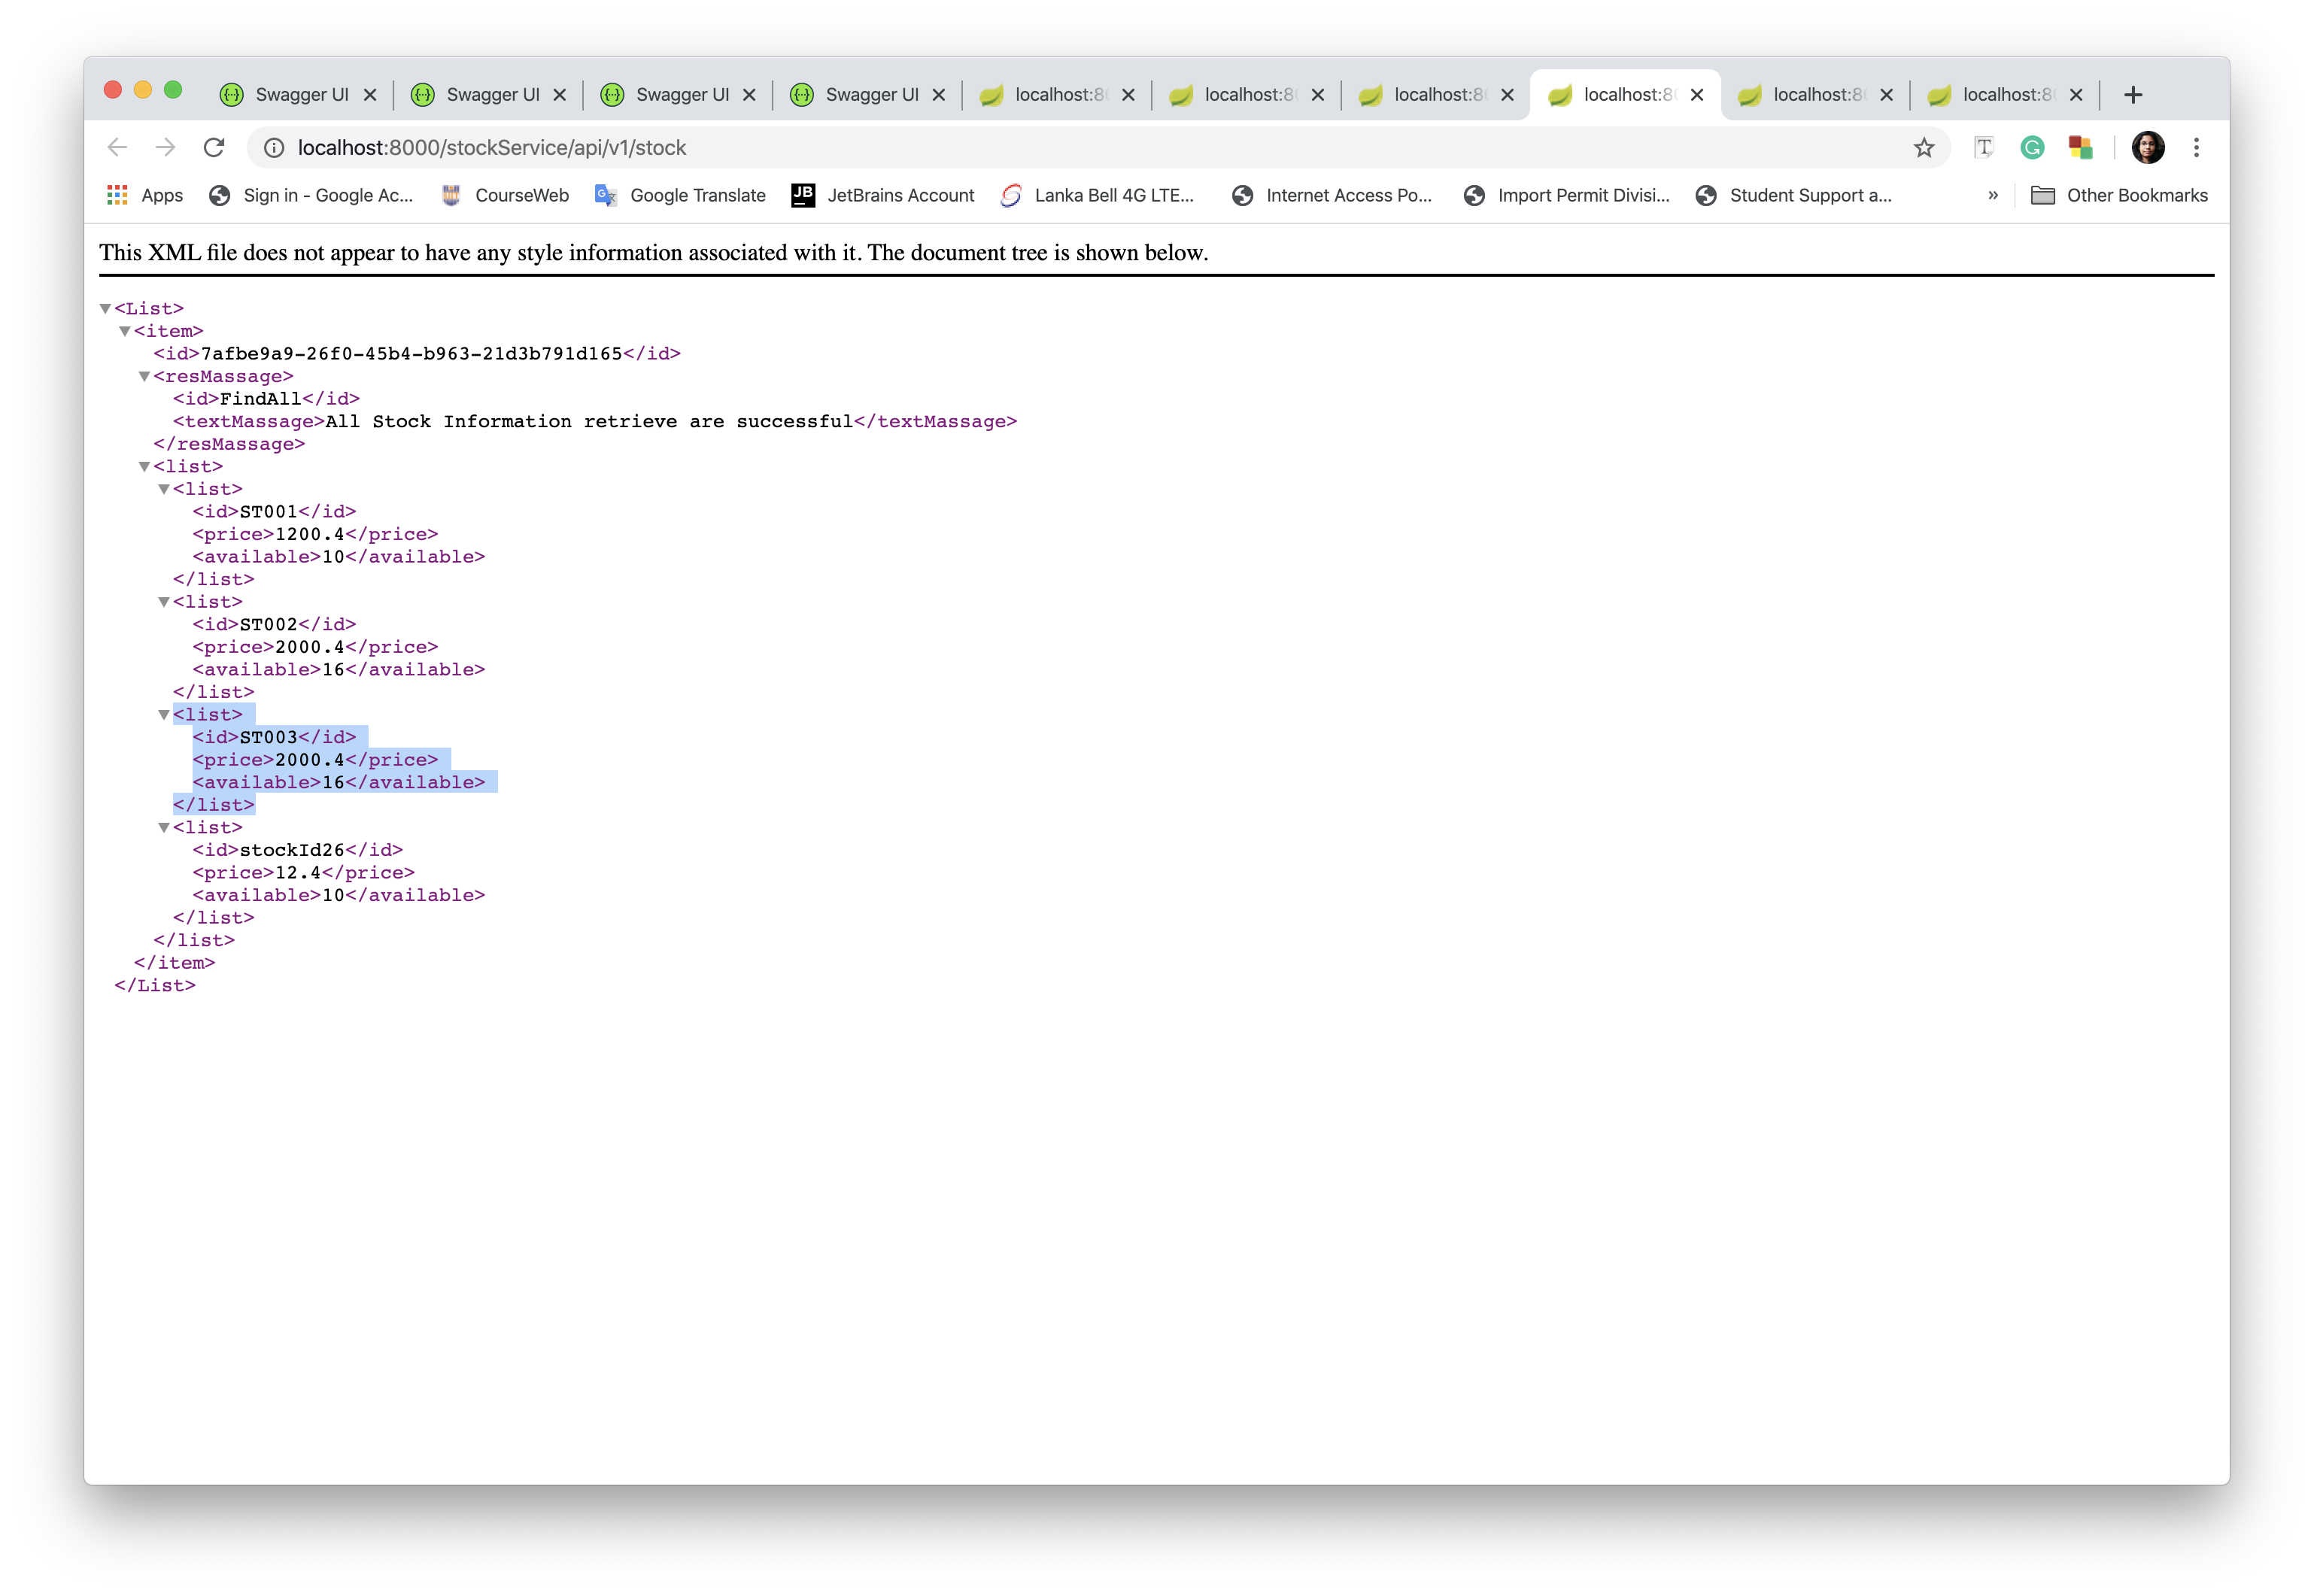 Swagger UI Swagger UI Swagger UI Swagger UI localhost:80 localhost:80 localhost:80 localhost:80 localhost:80 localhost:80
localhost:8000/stockService/api/v1/stock
Apps Sign in - Google Ac... CourseWeb Google Translate JB JetBrains Account Lanka Bell 4G LTE... Internet Access Po... Import Permit Divisi... Student Support a... » Other Bookmarks
This XML file does not appear to have any style information associated with it. The document tree is shown below.
<List>
<item>
<id>7afbe9a9-26f0-45b4-b963-21d3b791d165</id>
<resMassage>
<id>FindAll</id>
<textMassage>All Stock Information retrieve are successful</textMassage>
</resMassage>
<list>
<list>
<id>ST001</id>
<price>1200.4</price>
<available>10</available>
</list>
<list>
<id>ST002</id>
<price>2000.4</price>
<available>16</available>
</list>
<list>
<id>ST003</id>
<price>2000.4</price>
<available>16</available>
</list>
<list>
<id>stockId26</id>
<price>12.4</price>
<available>10</available>
</list>
</list>
</item>
</List>